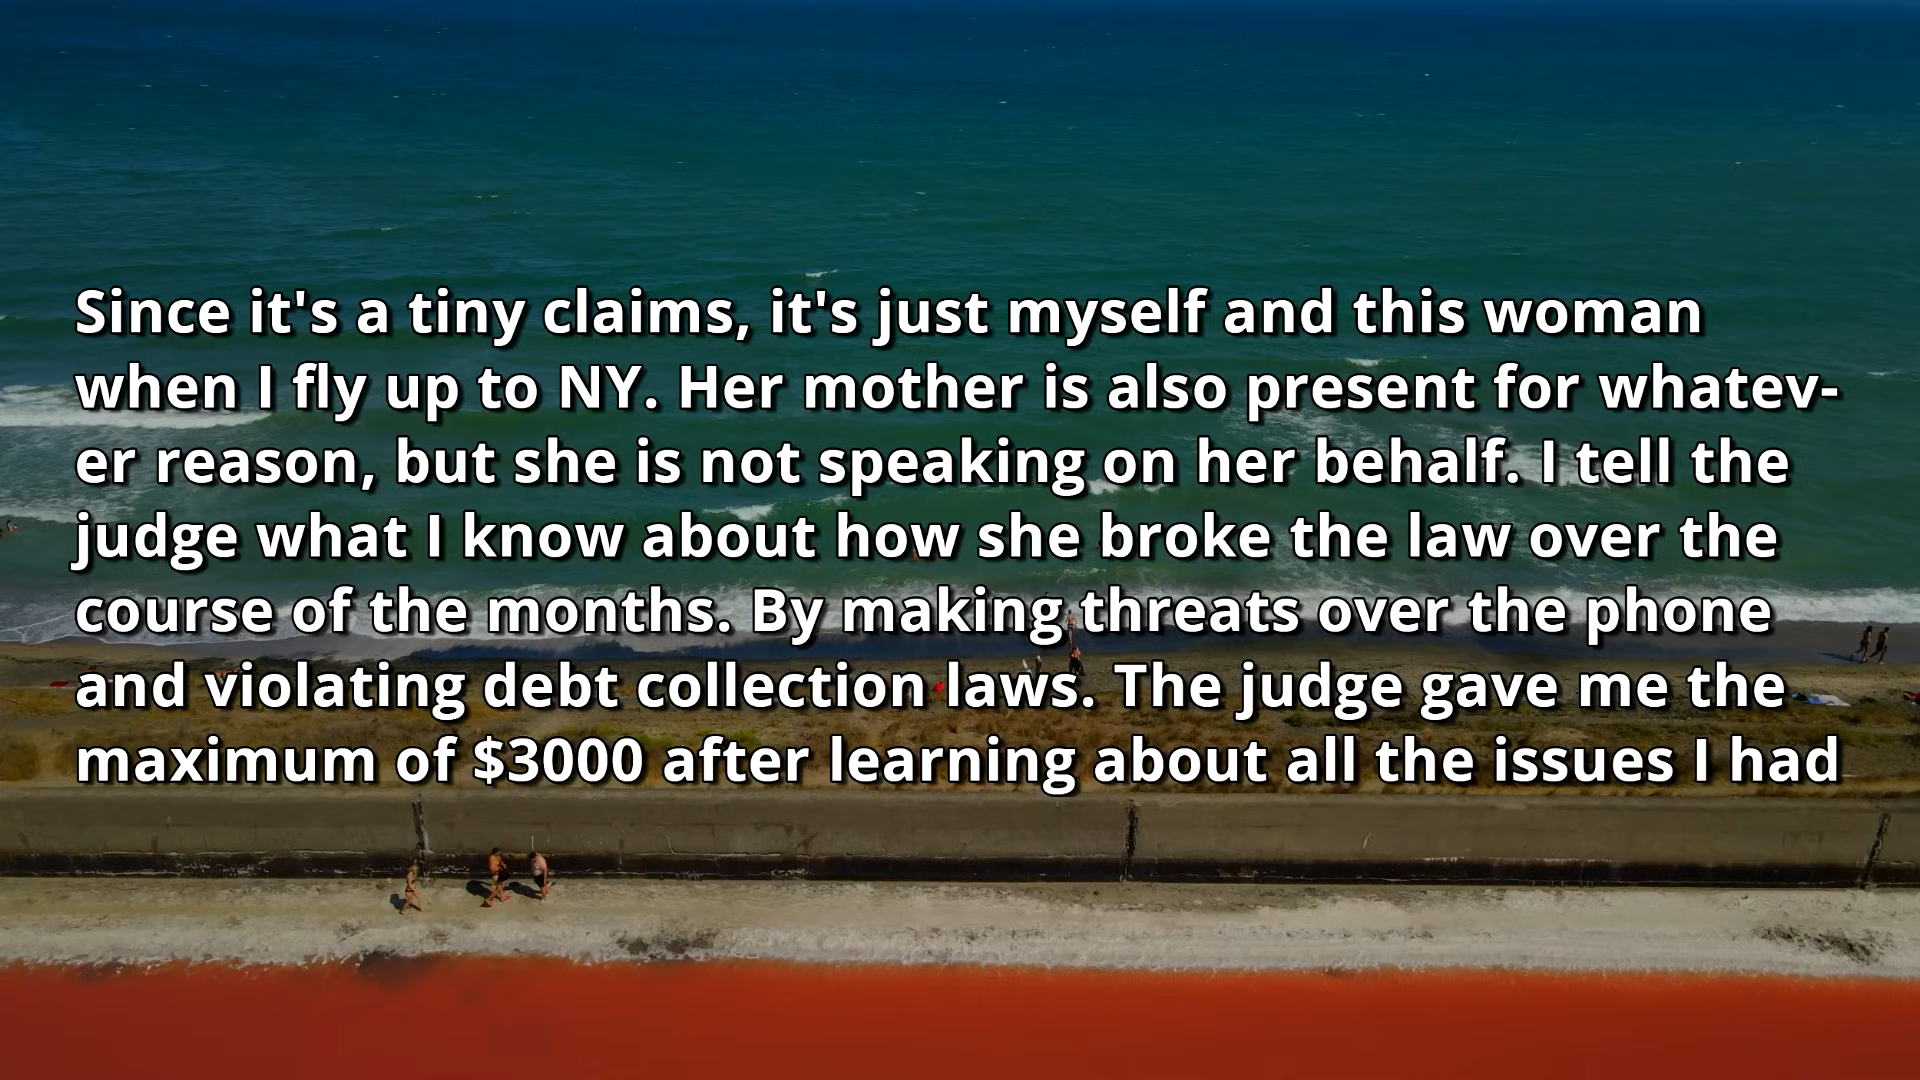 Since it's a tiny claims, it's just myself and this woman
when I fly up to NY. Her mother is also present for whatev-
er reason, but she is not speaking on her behalf. I tell the
judge what I know about how she broke the law over the
course of the months. By making threats over the phone
and violating debt collection laws. The judge gave me the
maximum of $3000 after learning about all the issues I had